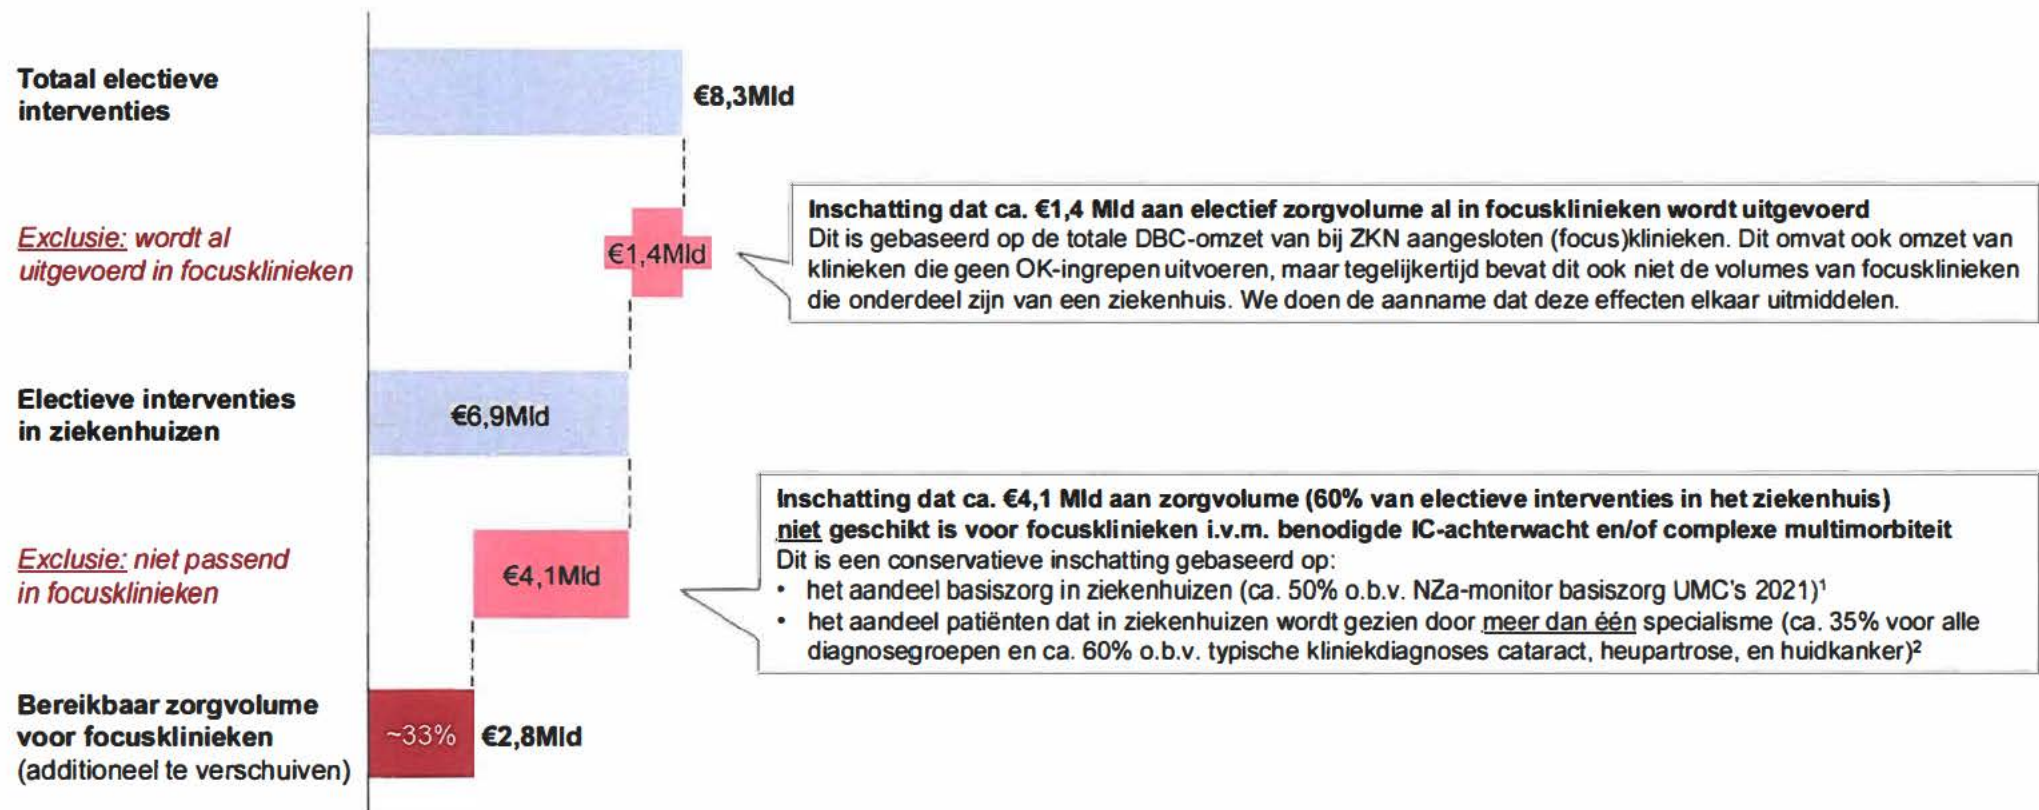 Totaal electieve
interventies
€8,3Mld
Exclusie: wordt al
uitgevoerd in focusklinieken
€1,4Mld
Inschatting dat ca. €1,4 Mld aan electief zorgvolume al in focusklinieken wordt uitgevoerd
Dit is gebaseerd op de totale DBC-omzet van bij ZKN aangesloten (focus)klinieken. Dit omvat ook omzet van
klinieken die geen OK-ingrepen uitvoeren, maar tegelijkertijd bevat dit ook niet de volumes van focusklinieken
die onderdeel zijn van een ziekenhuis. We doen de aanname dat deze effecten elkaar uitmiddelen.
Electieve interventies
in ziekenhuizen
€6,9Mld
Exclusie: niet passend
in focusklinieken
€4,1Mld
Inschatting dat ca. €4,1 Mld aan zorgvolume (60% van electieve interventies in het ziekenhuis)
niet geschikt is voor focusklinieken i.v.m. benodigde IC-achterwacht en/of complexe multimorbiteit
Dit is een conservatieve inschatting gebaseerd op:
• het aandeel basiszorg in ziekenhuizen (ca. 50% o.b.v. NZa-monitor basiszorg UMC's 2021)¹
• het aandeel patiënten dat in ziekenhuizen wordt gezien door meer dan één specialisme (ca. 35% voor alle
diagnosegroepen en ca. 60% o.b.v. typische kliniekdiagnoses cataract, heupartrose, en huidkanker)²
Bereikbaar zorgvolume
voor focusklinieken
(additioneel te verschuiven)
~33%
€2,8Mld